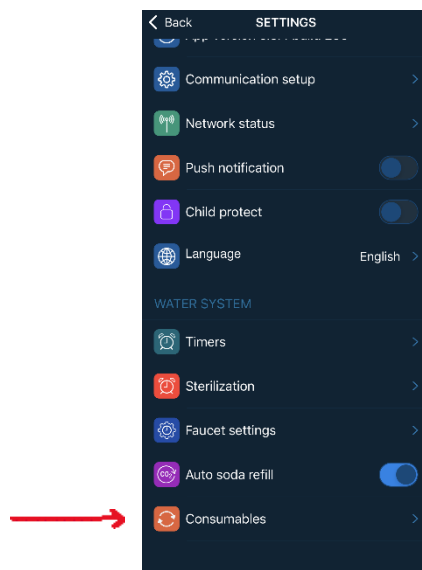 Back SETTINGS
Communication setup
Network status
Push notification
Child protect
Language English
WATER SYSTEM
Timers
Sterilization
Faucet settings
CO₂ Auto soda refill
Consumables